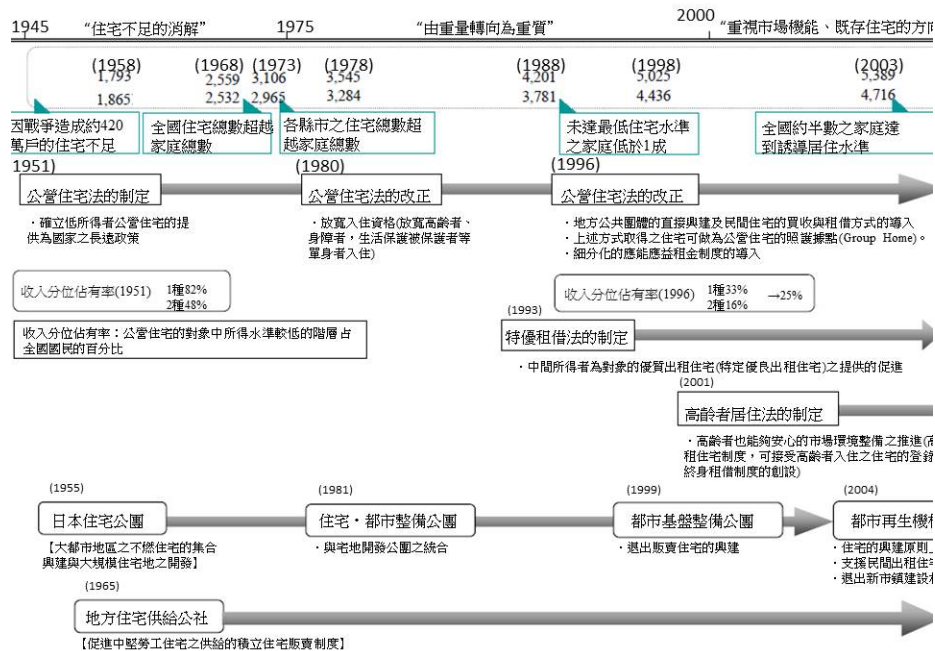 1945 “住宅不足的消解” 1975 “由重量轉向為重質” 2000 “重視市場機能、既存住宅的方向
(1958) (1968) (1973) (1978) (1988) (1998) (2003)
1,793 2,559 3,106 3,545 4,201 5,025 5,389
1,865 2,532 2,965 3,284 3,781 4,436 4,716
因戰爭造成約420
萬戶的住宅不足
全國住宅總數超越
家庭總數
各縣市之住宅總數超
越家庭總數
未達最低住宅水準
之家庭低於1成
全國約半數之家庭達
到誘導居住水準
1951) (1980) (1996)
公營住宅法的制定 公營住宅法的改正 公營住宅法的改正
‧確立低所得者公營住宅的提
供為國家之長遠政策
‧放寬入住資格(放寬高齡者、
身障者，生活保護被保護者等
單身者入住)
‧地方公共團體的直接興建及民間住宅的買收與租借方式的導入
‧上述方式取得之住宅可做為公營住宅的照護據點(Group Home)。
‧細分化的應能應益租金制度的導入
收入分位佔有率(1951) 1種82%
2種48%
收入分位佔有率(1996) 1種33% →25%
2種16%
收入分位佔有率：公營住宅的對象中所得水準較低的階層占
全國國民的百分比
(1993)
特優租借法的制定
‧中間所得者為對象的優質出租住宅(特定優良出租住宅)之提供的促進
(2001)
高齡者居住法的制定
‧高齡者也能夠安心的市場環境整備之推進(高
租住宅制度，可接受高齡者入住之住宅的登錄
終身租借制度的創設)
(1955) (1981) (1999) (2004)
日本住宅公團 住宅‧都市整備公團 都市基盤整備公團 都市再生機
【大都市地區之不燃住宅的集合
興建與大規模住宅地之開發】
‧與宅地開發公團之統合
‧退出販賣住宅的興建
‧住宅的興建原則
‧支援民間出租住宅
‧退出新市鎮建設
(1965)
地方住宅供給公社
【促進中堅勞工住宅之供給的積立住宅販賣制度】